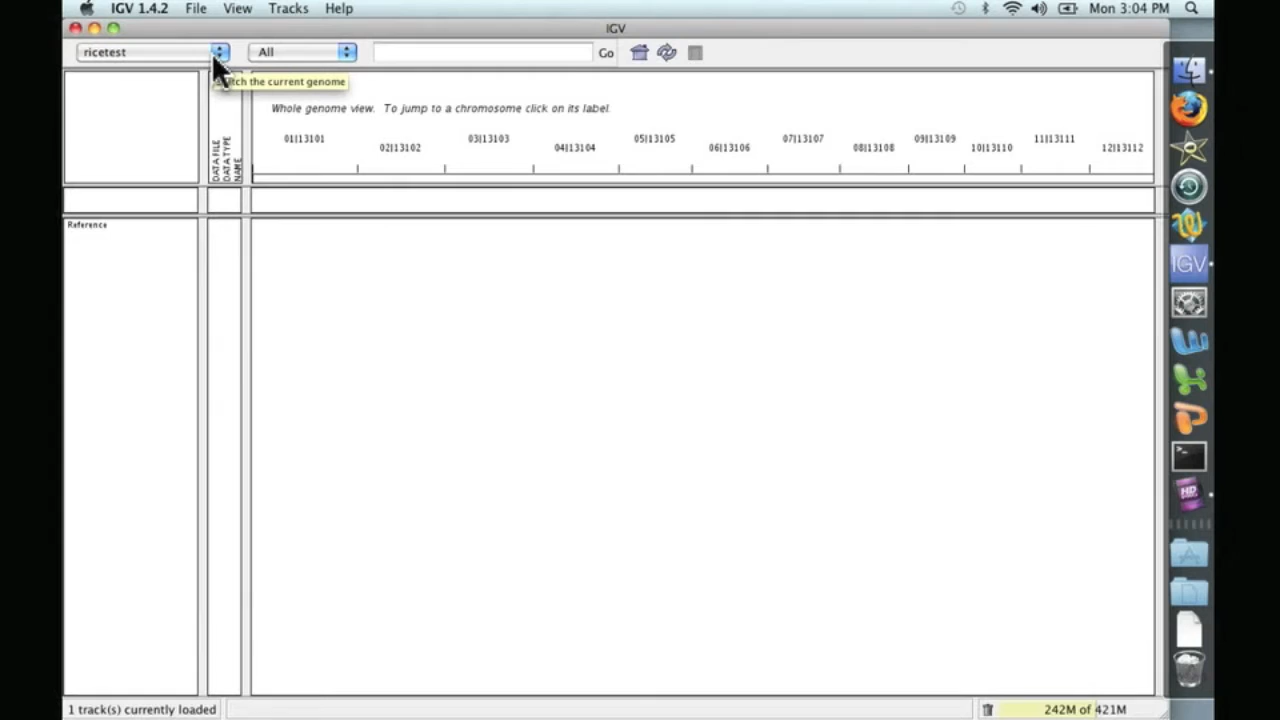 IGV 1.4.2 File View Tracks Help Mon 3:04 PM
IGV
ricetest All Go
the current genome
Whole genome view. To jump to a chromosome click on its label.
01|13101 02|13102 03|13103 04|13104 05|13105 06|13106 07|13107 08|13108 09|13109 10|13110 11|13111 12|13112
DATA FILE
DATA TYPE
NAME
Reference
IGV
HD
1 track(s) currently loaded 242M of 421M